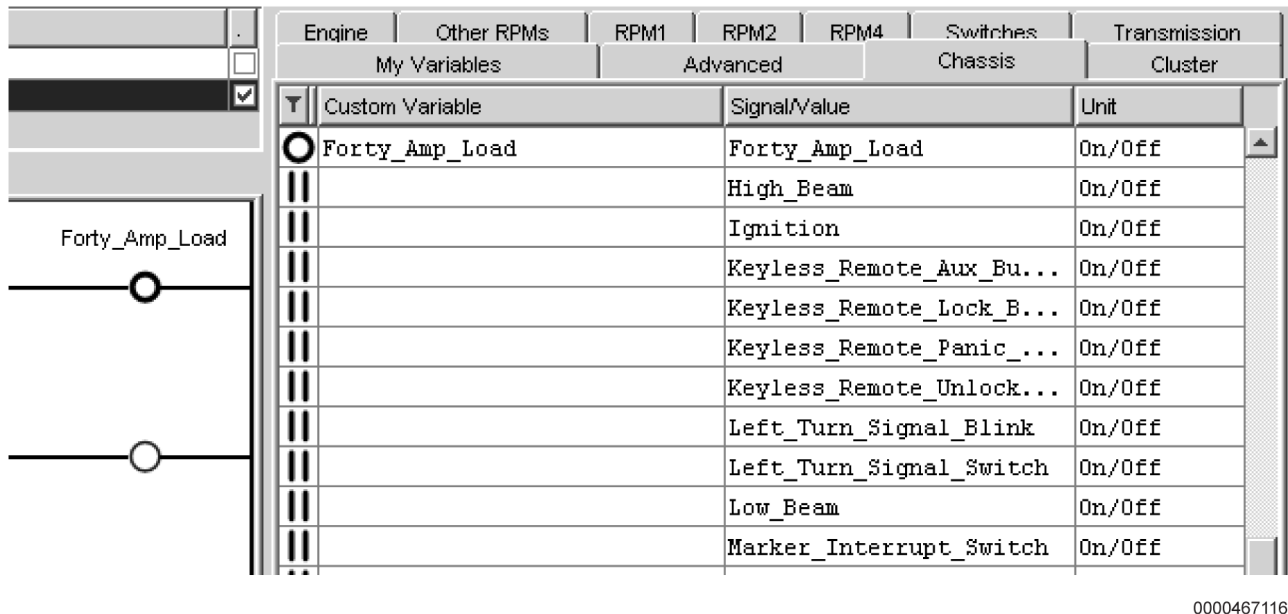 .
Engine Other RPMs RPM1 RPM2 RPM4 Switches Transmission
My Variables Advanced Chassis Cluster
T Custom Variable Signal/Value Unit
Forty_Amp_Load Forty_Amp_Load On/Off
High_Beam On/Off
Ignition On/Off
Forty_Amp_Load
Keyless_Remote_Aux_Bu... On/Off
Keyless_Remote_Lock_B... On/Off
Keyless_Remote_Panic_... On/Off
Keyless_Remote_Unlock... On/Off
Left_Turn_Signal_Blink On/Off
Left_Turn_Signal_Switch On/Off
Low_Beam On/Off
Marker_Interrupt_Switch On/Off
0000467116